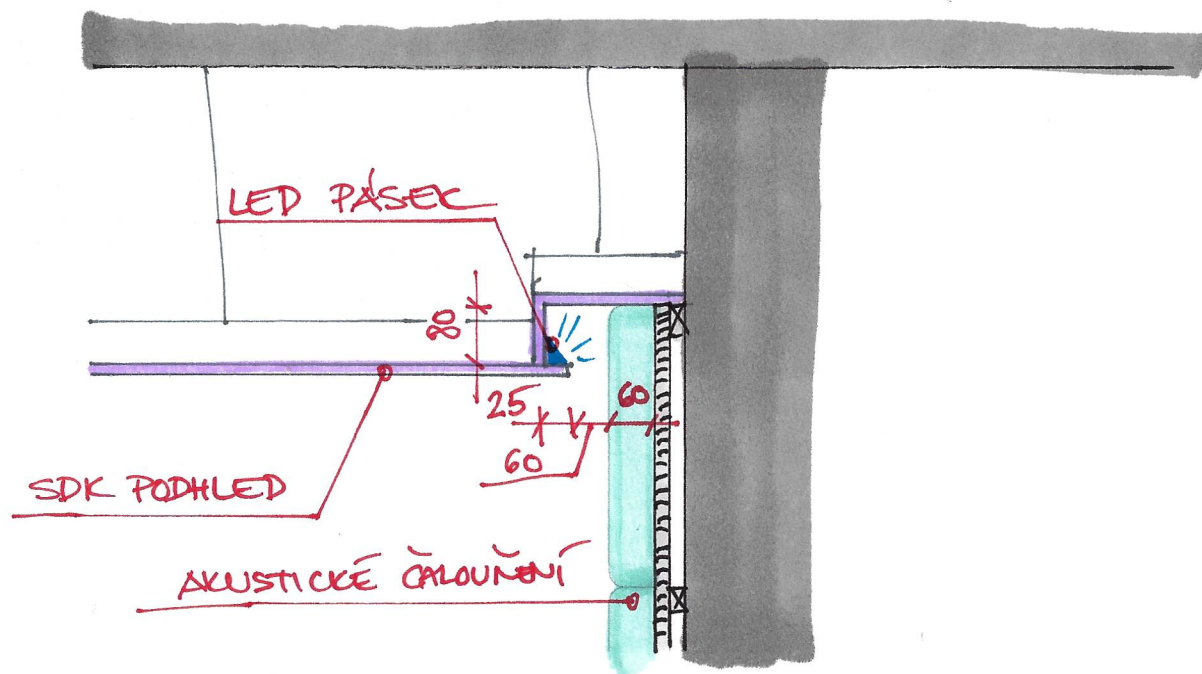 LED PÁSEK
80
25
60
60
SDK PODHLED
AKUSTICKÉ ČALOUNĚNÍ